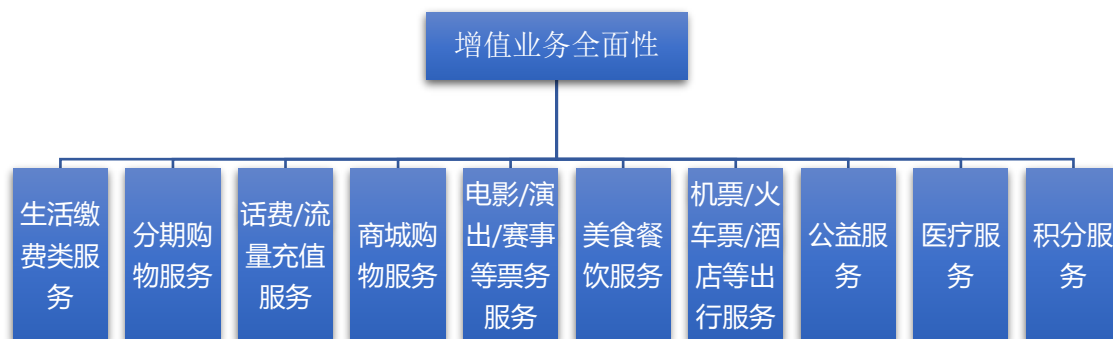 增值业务全面性
生活缴
费类服
务
分期购
物服务
话费/流
量充值
服务
商城购
物服务
电影/演
出/赛事
等票务
服务
美食餐
饮服务
机票/火
车票/酒
店等出
行服务
公益服
务
医疗服
务
积分服
务